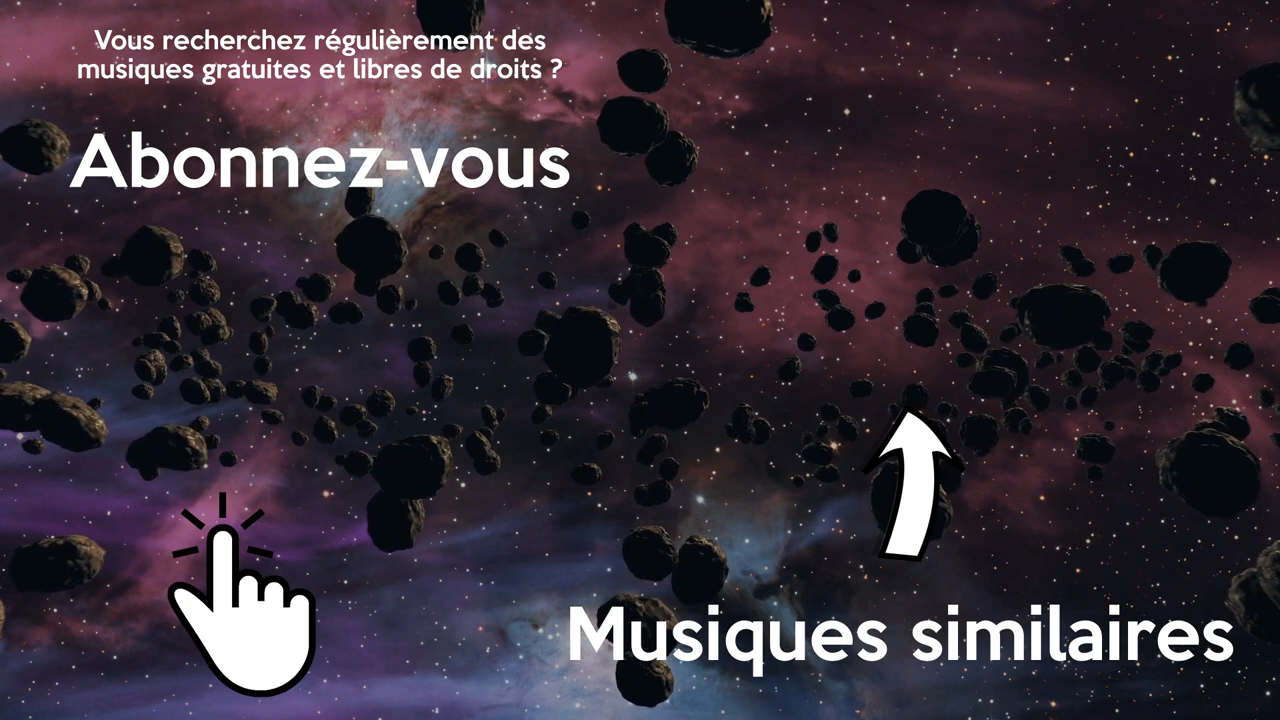 Vous recherchez régulièrement des
musiques gratuites et libres de droits ?
Abonnez-vous
Musiques similaires